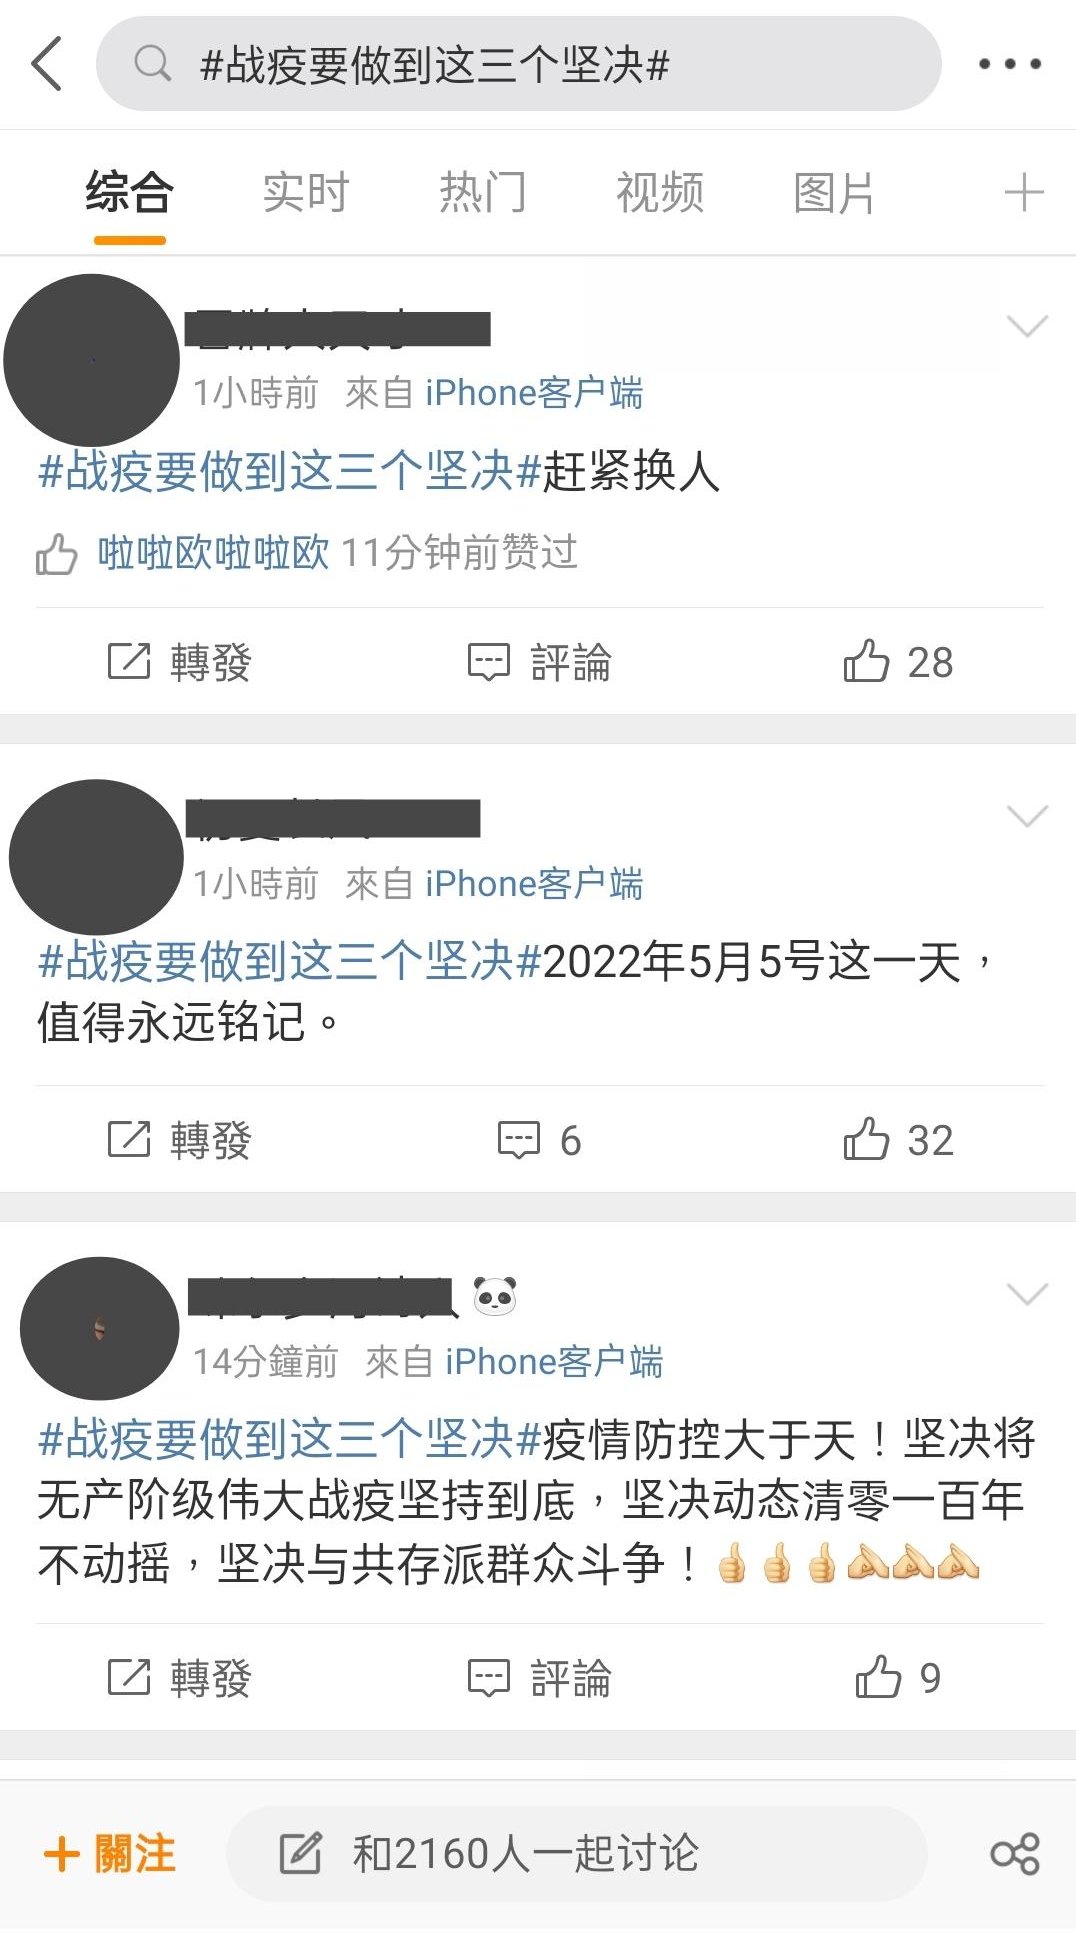 #战疫要做到这三个坚决#
综合 实时 热门 视频 图片
1小時前 來自 iPhone客户端
#战疫要做到这三个坚决#赶紧换人
啦啦欧啦啦欧 11分钟前赞过
轉發 評論 28
1小時前 來自 iPhone客户端
#战疫要做到这三个坚决#2022年5月5号这一天，
值得永远铭记。
轉發 6 32
14分鐘前 來自 iPhone客户端
#战疫要做到这三个坚决#疫情防控大于天！坚决将
无产阶级伟大战疫坚持到底，坚决动态清零一百年
不动摇，坚决与共存派群众斗争！👍🏻👍🏻👍🏻✍🏻✍🏻✍🏻
轉發 評論 9
+ 關注 和2160人一起讨论